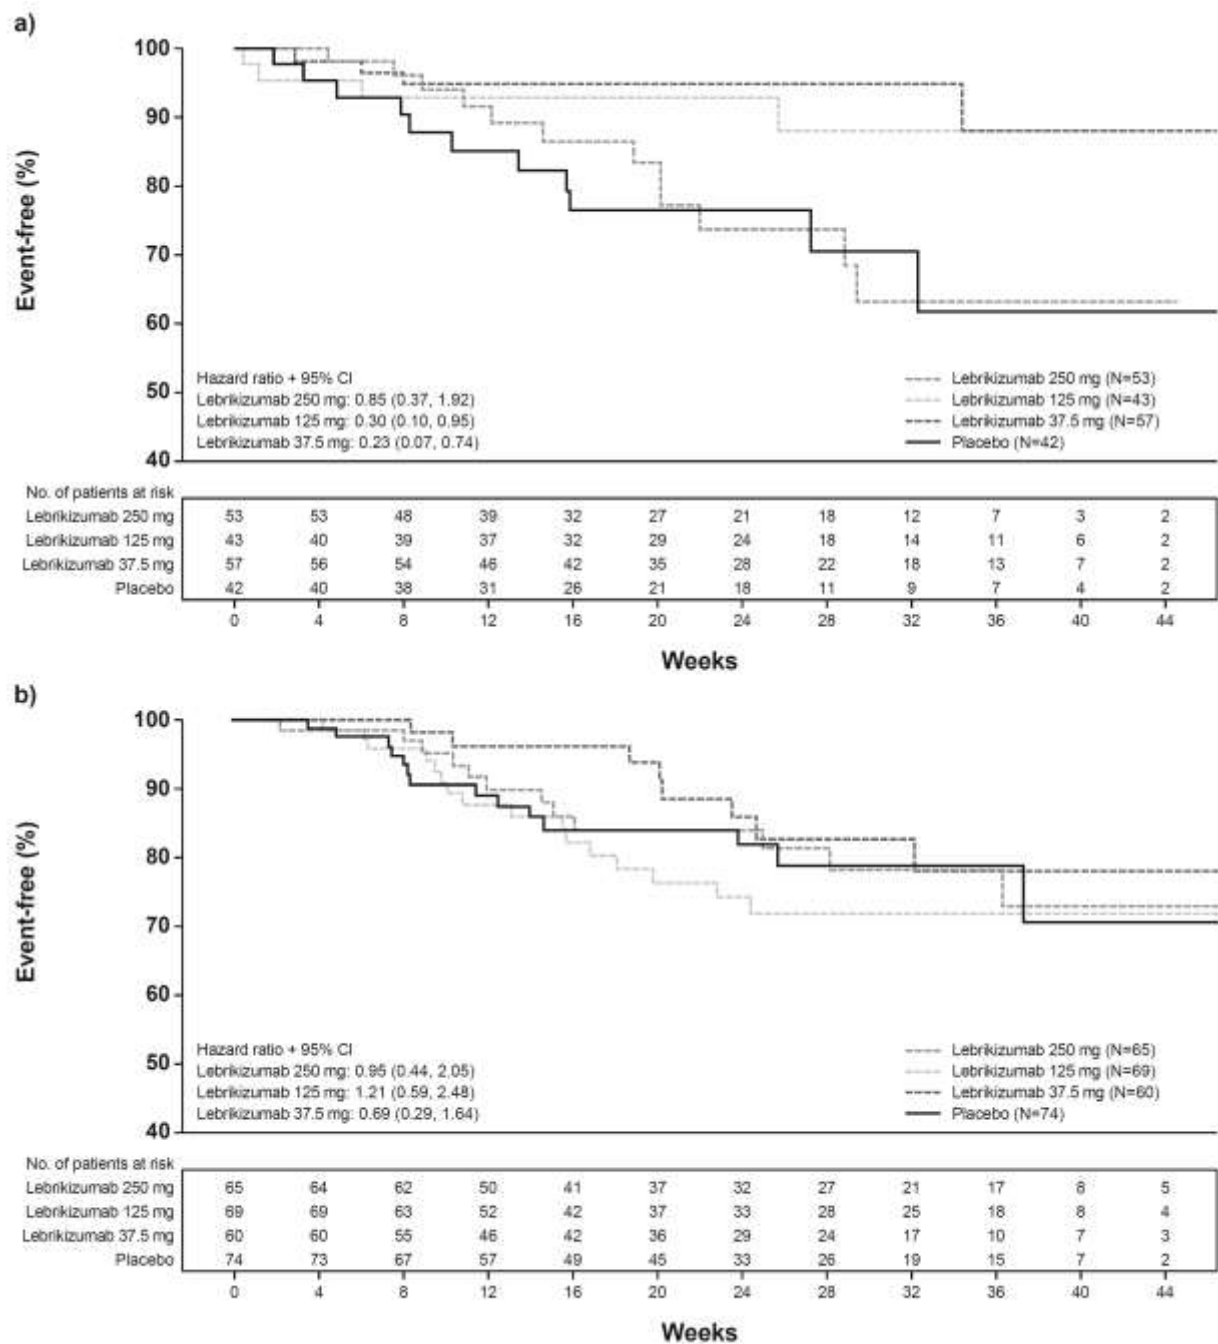 a)
100
90
80
70
60
50
40
Event-free (%)
Hazard ratio + 95% CI
Lebrikizumab 250 mg: 0.85 (0.37, 1.92)
Lebrikizumab 125 mg: 0.30 (0.10, 0.95)
Lebrikizumab 37.5 mg: 0.23 (0.07, 0.74)
Lebrikizumab 250 mg (N=53)
Lebrikizumab 125 mg (N=43)
Lebrikizumab 37.5 mg (N=57)
Placebo (N=42)
No. of patients at risk
Lebrikizumab 250 mg 53 53 48 39 32 27 21 18 12 7 3 2
Lebrikizumab 125 mg 43 40 39 37 32 29 24 18 14 11 6 2
Lebrikizumab 37.5 mg 57 56 54 46 42 35 28 22 18 13 7 2
Placebo 42 40 38 31 26 21 18 11 9 7 4 2
0 4 8 12 16 20 24 28 32 36 40 44
Weeks
b)
100
90
80
70
60
50
40
Event-free (%)
Hazard ratio + 95% CI
Lebrikizumab 250 mg: 0.95 (0.44, 2.05)
Lebrikizumab 125 mg: 1.21 (0.59, 2.48)
Lebrikizumab 37.5 mg: 0.69 (0.29, 1.64)
Lebrikizumab 250 mg (N=65)
Lebrikizumab 125 mg (N=69)
Lebrikizumab 37.5 mg (N=60)
Placebo (N=74)
No. of patients at risk
Lebrikizumab 250 mg 65 64 62 50 41 37 32 27 21 17 8 5
Lebrikizumab 125 mg 69 69 63 52 42 37 33 28 25 18 8 4
Lebrikizumab 37.5 mg 60 60 55 46 42 36 29 24 17 10 7 3
Placebo 74 73 67 57 49 45 33 26 19 15 7 2
0 4 8 12 16 20 24 28 32 36 40 44
Weeks